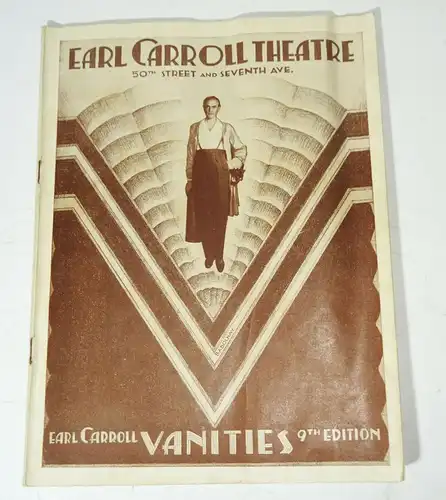 EARL CARROLL THEATRE
50TH STREET AND SEVENTH AVE.
EARL CARROLL VANITIES 9TH EDITION